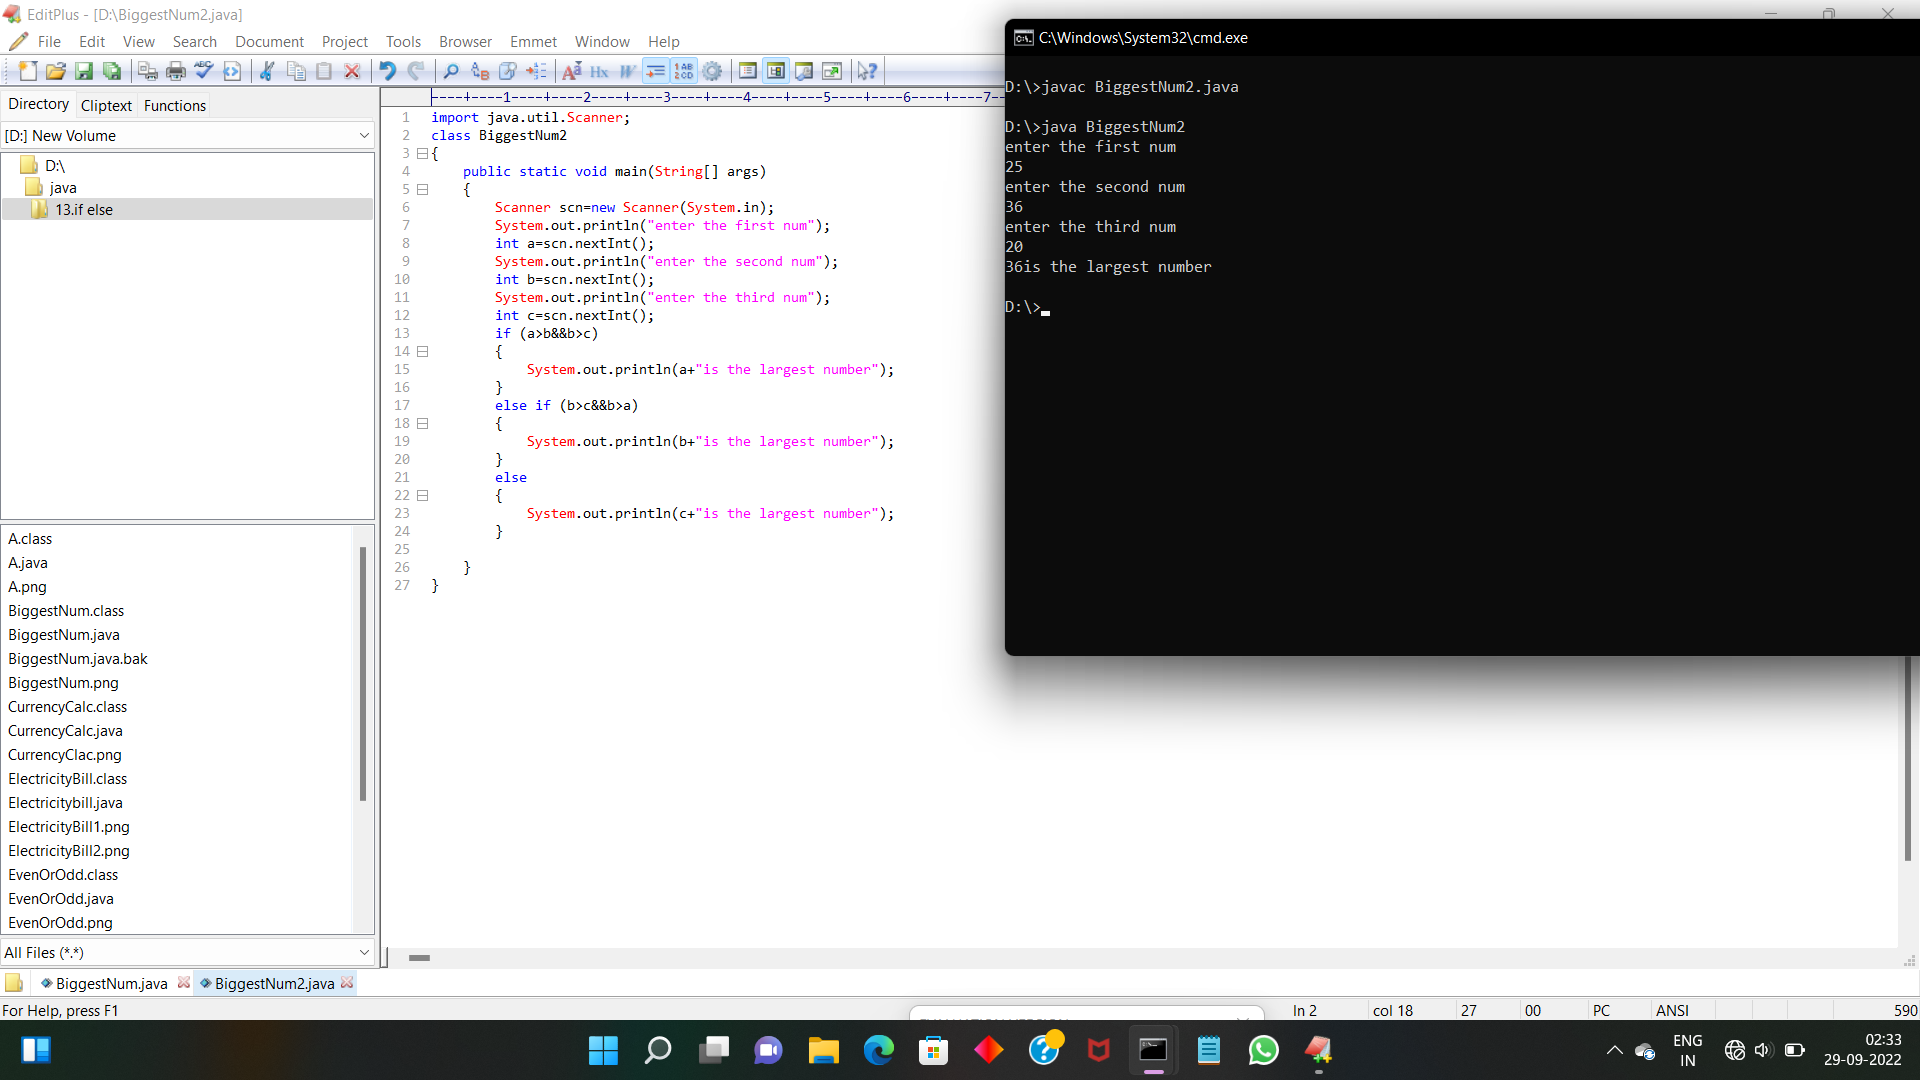 EditPlus - [D:\BiggestNum2.java]
File Edit View Search Document Project Tools Browser Emmet Window Help
Directory Cliptext Functions
[D:] New Volume
D:\
java
13.if else
A.class
A.java
A.png
BiggestNum.class
BiggestNum.java
BiggestNum.java.bak
BiggestNum.png
CurrencyCalc.class
CurrencyCalc.java
CurrencyClac.png
ElectricityBill.class
Electricitybill.java
ElectricityBill1.png
ElectricityBill2.png
EvenOrOdd.class
EvenOrOdd.java
EvenOrOdd.png
All Files (*.*)
----+----1----+----2----+----3----+----4----+----5----+----6----+----7--
1 import java.util.Scanner;
2 class BiggestNum2
3 {
4 public static void main(String[] args)
5 {
6 Scanner scn=new Scanner(System.in);
7 System.out.println("enter the first num");
8 int a=scn.nextInt();
9 System.out.println("enter the second num");
10 int b=scn.nextInt();
11 System.out.println("enter the third num");
12 int c=scn.nextInt();
13 if (a>b&&b>c)
14 {
15 System.out.println(a+"is the largest number");
16 }
17 else if (b>c&&b>a)
18 {
19 System.out.println(b+"is the largest number");
20 }
21 else
22 {
23 System.out.println(c+"is the largest number");
24 }
25
26 }
27 }
C:\Windows\System32\cmd.exe
D:\>javac BiggestNum2.java
D:\>java BiggestNum2
enter the first num
25
enter the second num
36
enter the third num
20
36is the largest number
D:\>
BiggestNum.java BiggestNum2.java
For Help, press F1
ln 2 col 18 27 00 PC ANSI 590
ENG
IN
02:33
29-09-2022